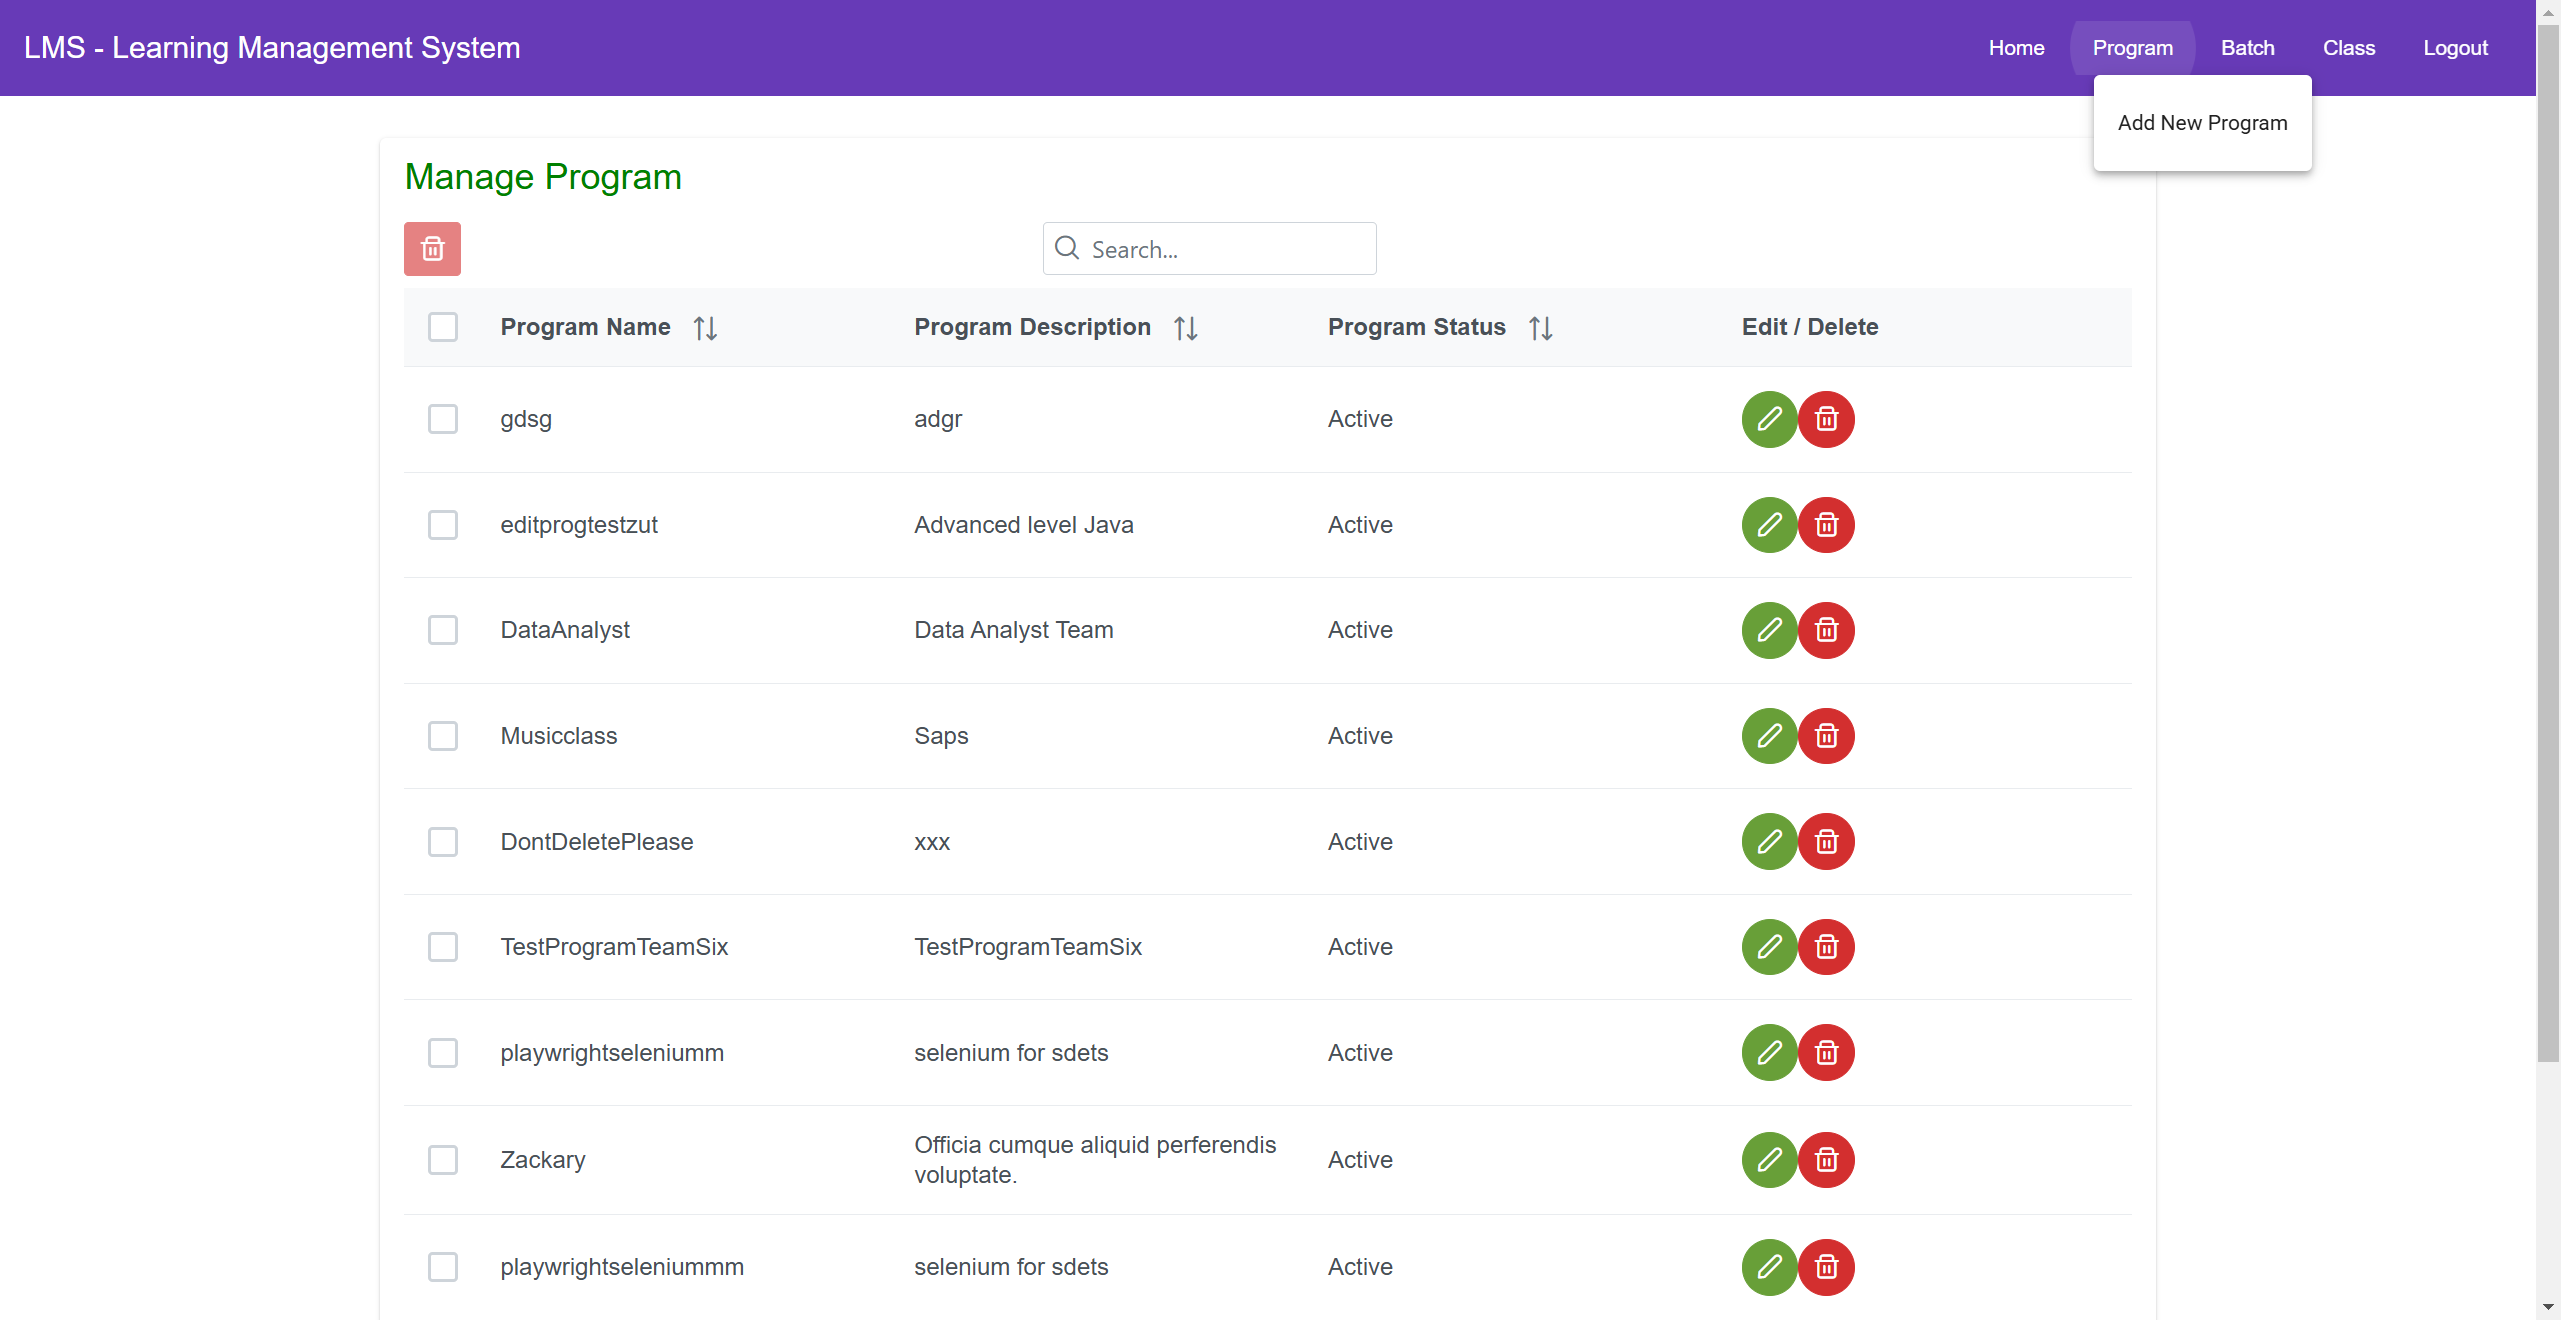 LMS - Learning Management System
Home Program Batch Class Logout
Add New Program
Manage Program
Search...
Program Name Program Description Program Status Edit / Delete
gdsg adgr Active
editprogtestzut Advanced level Java Active
DataAnalyst Data Analyst Team Active
Musicclass Saps Active
DontDeletePlease xxx Active
TestProgramTeamSix TestProgramTeamSix Active
playwrightseleniumm selenium for sdets Active
Zackary Officia cumque aliquid perferendis Active
voluptate.
playwrightseleniummm selenium for sdets Active